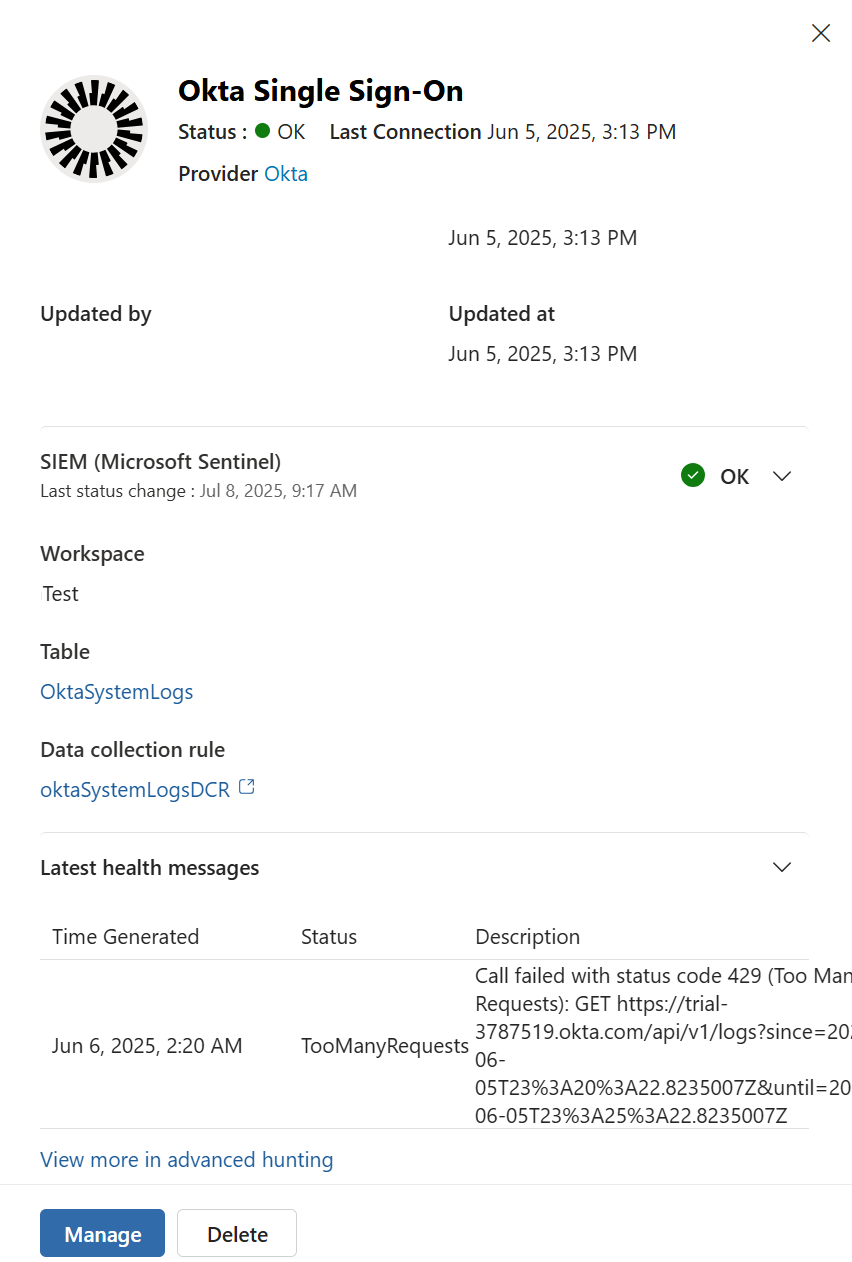 Okta Single Sign-On
Status : OK Last Connection Jun 5, 2025, 3:13 PM
Provider Okta
Jun 5, 2025, 3:13 PM
Updated by Updated at
Jun 5, 2025, 3:13 PM
SIEM (Microsoft Sentinel)
Last status change : Jul 8, 2025, 9:17 AM
OK
Workspace
Test
Table
OktaSystemLogs
Data collection rule
oktaSystemLogsDCR
Latest health messages
Time Generated Status Description
Call failed with status code 429 (Too Man
Requests): GET https://trial-
3787519.okta.com/api/v1/logs?since=202
06-
Jun 6, 2025, 2:20 AM TooManyRequests
05T23%3A20%3A22.8235007Z&until=20
06-05T23%3A25%3A22.8235007Z
View more in advanced hunting
Manage Delete